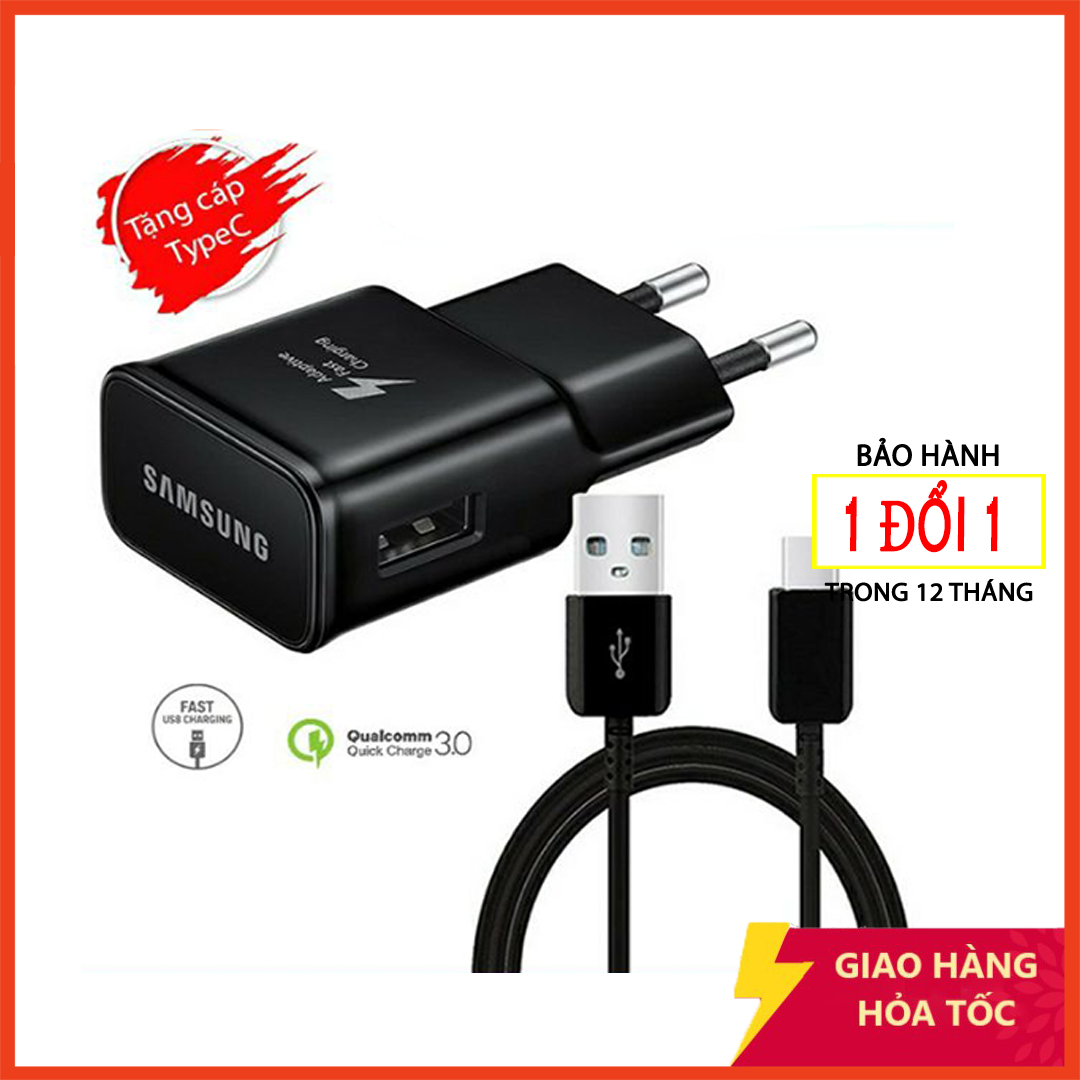 Tặng cáp
TypeC
Adaptive
Fast
Charging
SAMSUNG
BẢO HÀNH
1 ĐỔI 1
TRONG 12 THÁNG
FAST
USB CHARGING
Qualcomm
Quick Charge 3.0
GIAO HÀNG
HỎA TỐC